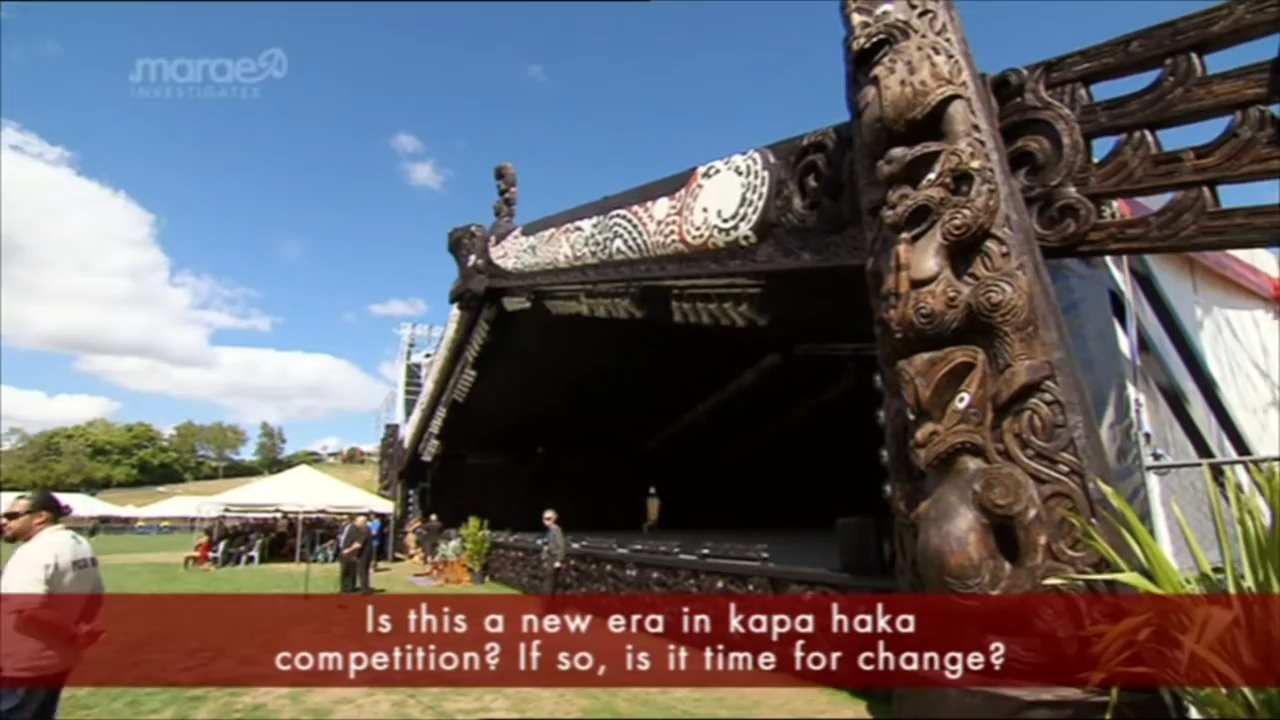 marae
INVESTIGATES
Is this a new era in kapa haka
competition? If so, is it time for change?